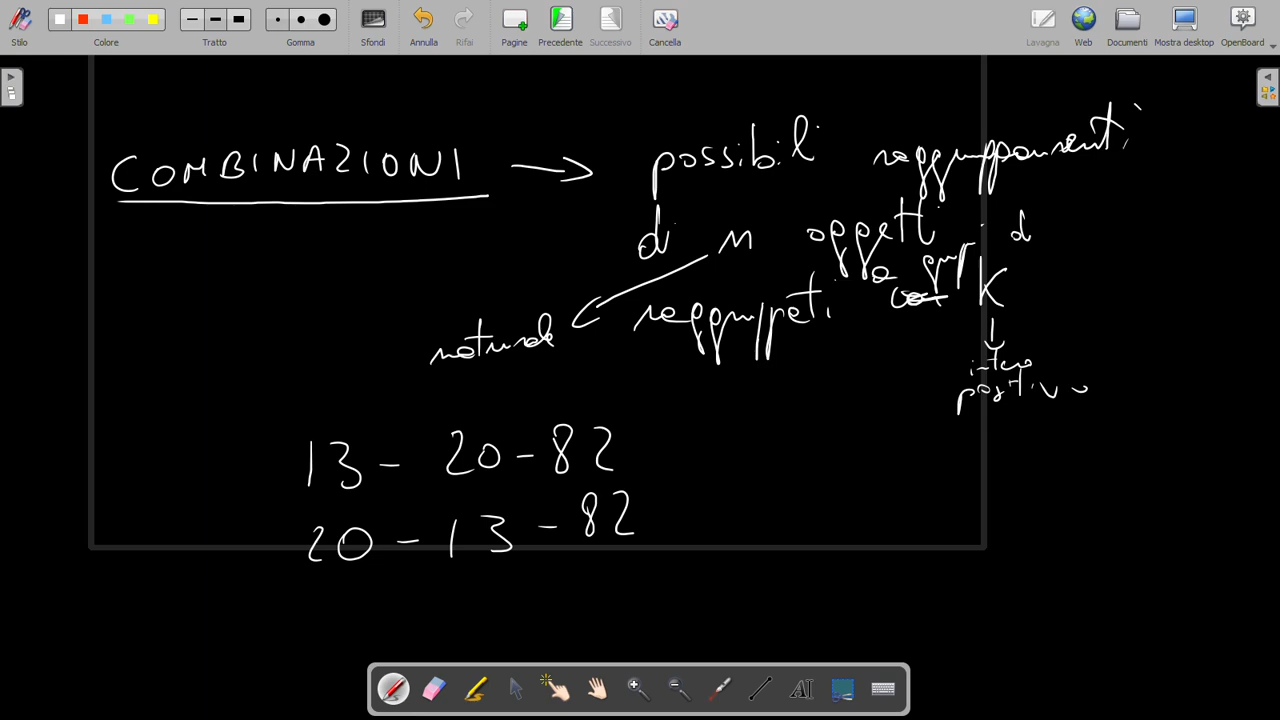 Stilo Colore Tratto Gomma Sfondi Annulla Rifai Pagine Precedente Successivo Cancella Lavagna Web Documenti Mostra desktop OpenBoard
COMBINAZIONI → possibili raggruppamenti
di n oggetti di
raggruppati a gruppi K
naturale
intero
positivo
13 - 20 - 82
20 - 13 - 82